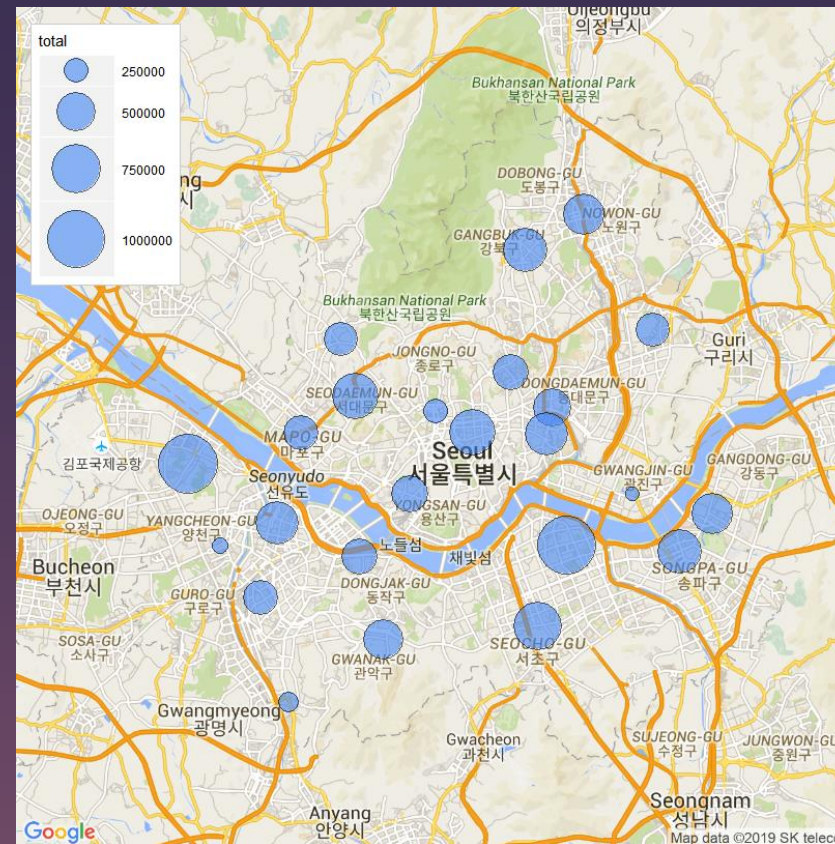 total
250000
500000
750000
1000000
Uijeongbu
의정부시
Bukhansan National Park
북한산국립공원
DOBONG-GU
도봉구
NOWON-GU
노원구
GANGBUK-GU
강북구
Bukhansan National Park
북한산국립공원
Guri
구리시
JONGNO-GU
종로구
SEODAEMUN-GU
서대문구
DONGDAEMUN-GU
동대문구
MAPO-GU
마포구
Seoul
서울특별시
김포국제공항
Seonyudo
선유도
GWANGJIN-GU
광진구
GANGDONG-GU
강동구
OJEONG-GU
오정구
YANGCHEON-GU
양천구
YONGSAN-GU
용산구
노들섬
채빛섬
Bucheon
부천시
SONGPA-GU
송파구
DONGJAK-GU
동작구
GURO-GU
구로구
SOSA-GU
소사구
GWANAK-GU
관악구
SEOCHO-GU
서초구
Gwangmyeong
광명시
Gwacheon
과천시
SUJEONG-GU
수정구
JUNGWON-GU
중원구
Seongnam
성남시
Anyang
안양시
Google
Map data ©2019 SK telec